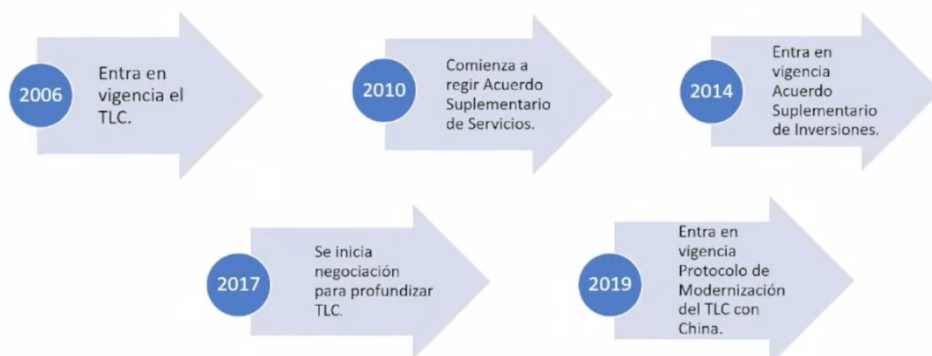 2006
Entra en
vigencia el
TLC.
2010
Comienza a
regir Acuerdo
Suplementario
de Servicios.
2014
Entra en
vigencia
Acuerdo
Suplementario
de Inversiones.
2017
Se inicia
negociación
para profundizar
TLC.
2019
Entra en
vigencia
Protocolo de
Modernización
del TLC con
China.